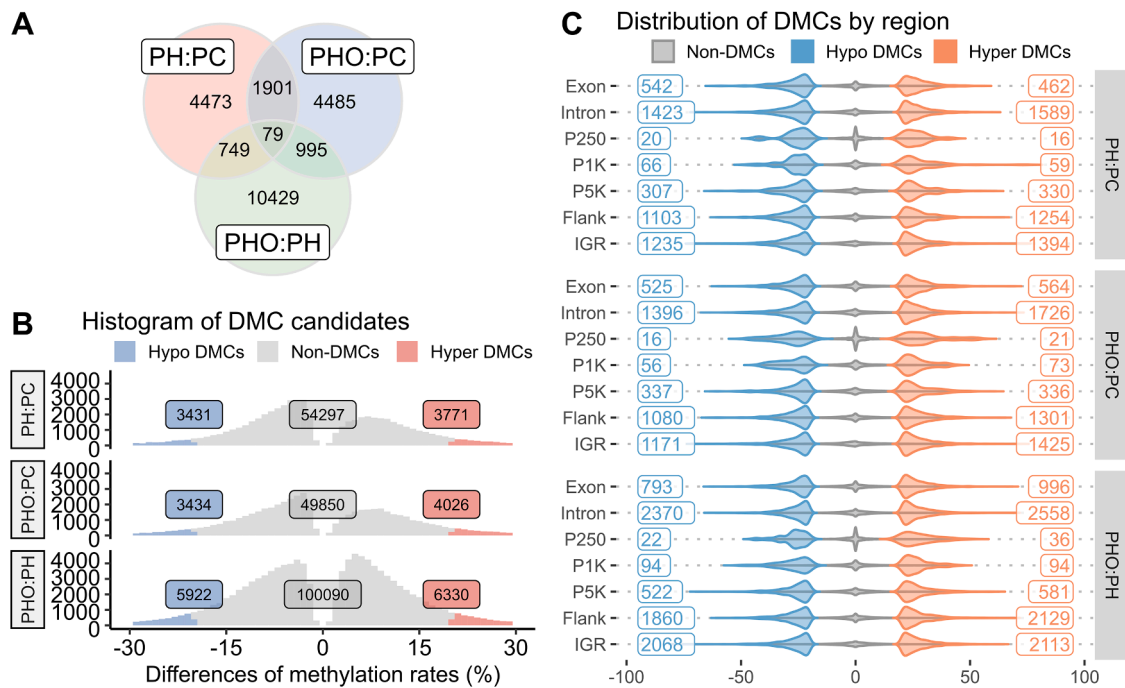 A
PH:PC
PHO:PC
1901
4473
4485
79
749
995
10429
PHO:PH
B
Histogram of DMC candidates
Hypo DMCs
Non-DMCs
Hyper DMCs
PH:PC
4000
3000
2000
1000
0
3431
54297
3771
PHO:PC
4000
3000
2000
1000
0
3434
49850
4026
PHO:PH
4000
3000
2000
1000
0
5922
100090
6330
-30 -15 0 15 30
Differences of methylation rates (%)
C
Distribution of DMCs by region
Non-DMCs
Hypo DMCs
Hyper DMCs
Exon 542 462
Intron 1423 1589
P250 20 16
P1K 66 59
P5K 307 330
Flank 1103 1254
IGR 1235 1394
PH:PC
Exon 525 564
Intron 1396 1726
P250 16 21
P1K 56 73
P5K 337 336
Flank 1080 1301
IGR 1171 1425
PHO:PC
Exon 793 996
Intron 2370 2558
P250 22 36
P1K 94 94
P5K 522 581
Flank 1860 2129
IGR 2068 2113
PHO:PH
-100 -50 0 50 100